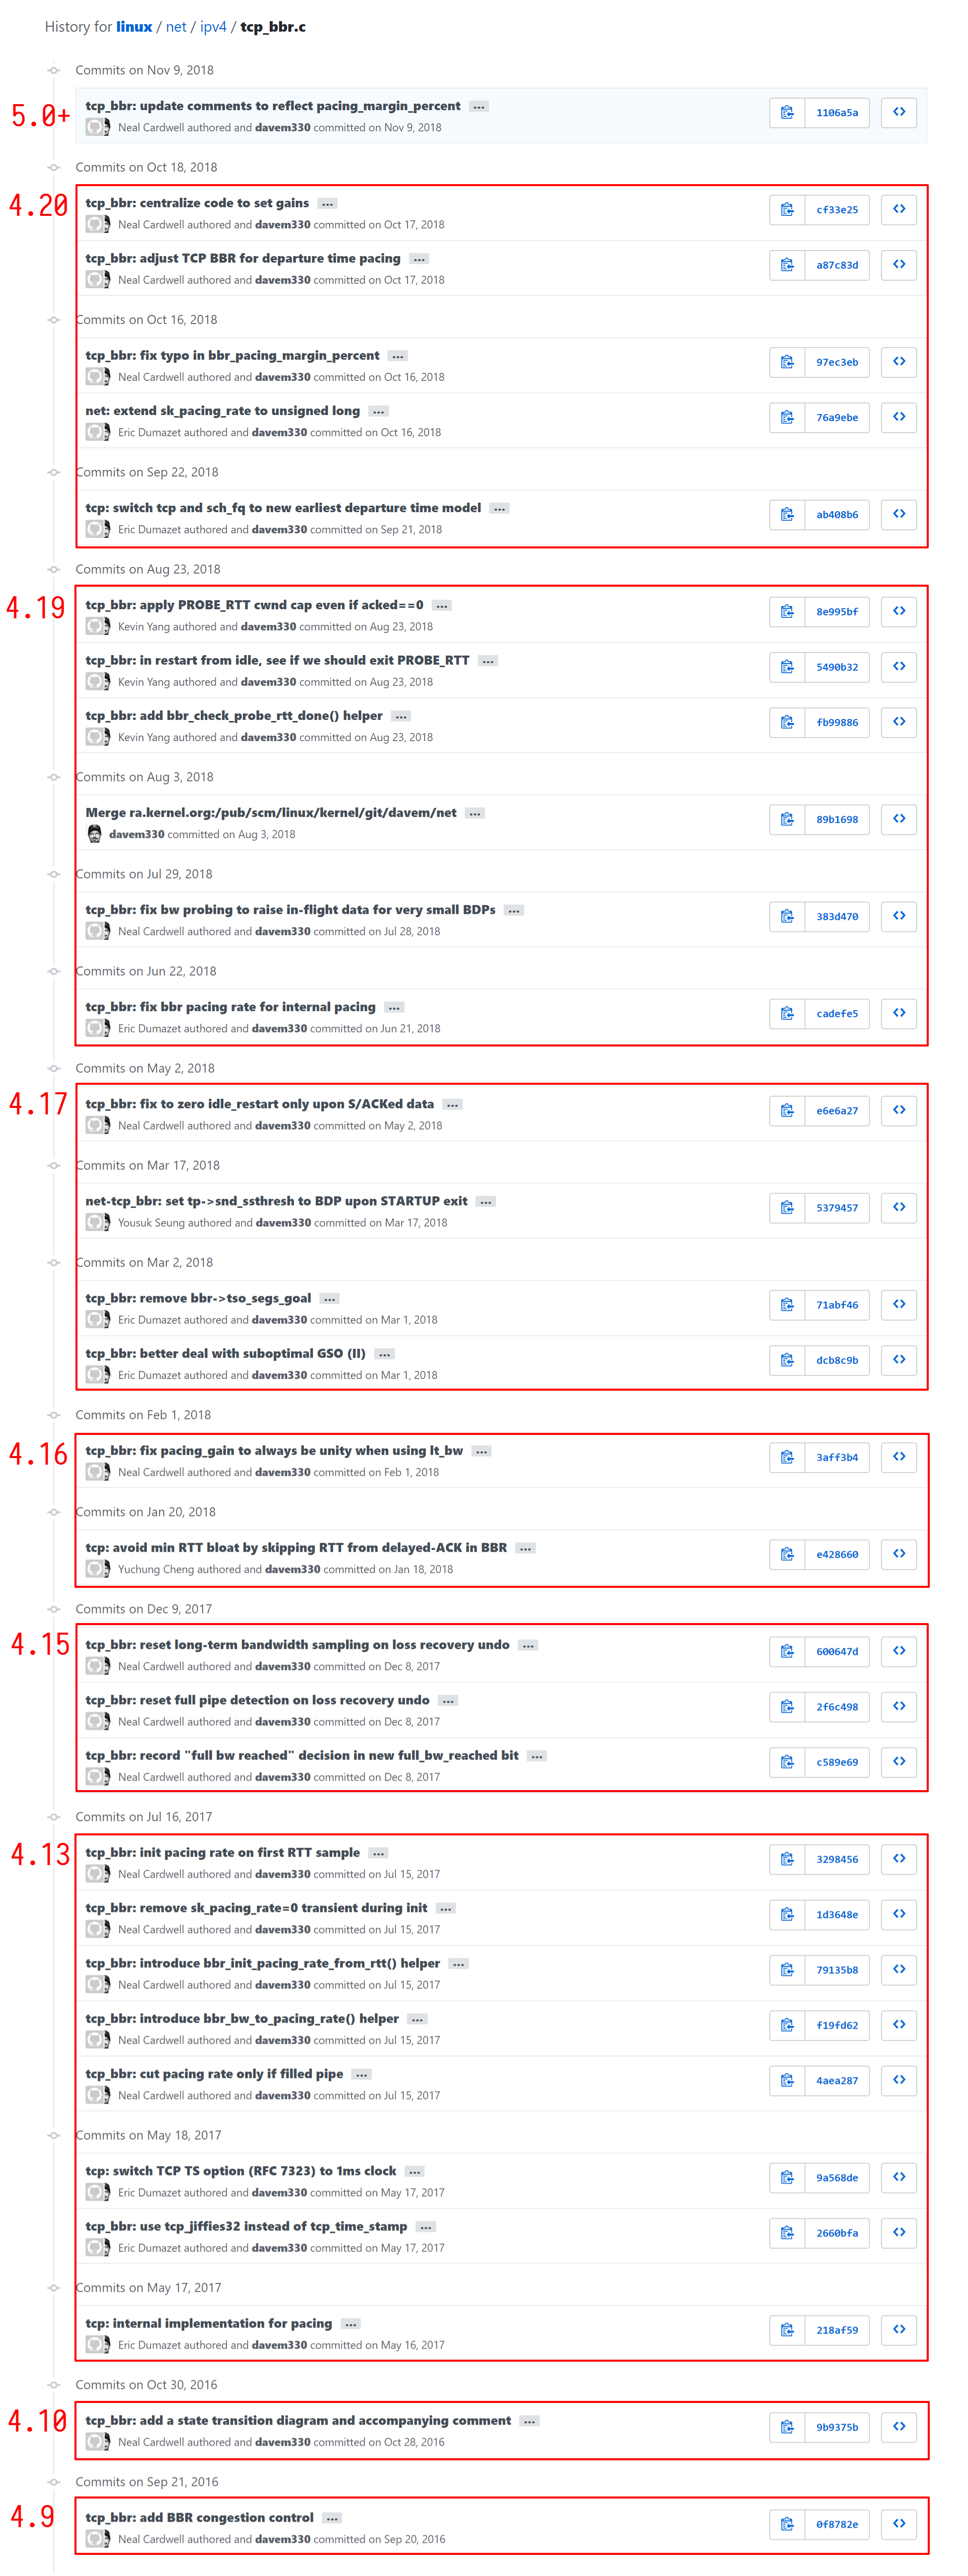 History for linux / net / ipv4 / tcp_bbr.c
Commits on Nov 9, 2018
5.0+
tcp_bbr: update comments to reflect pacing_margin_percent ...
1106a5a
Neal Cardwell authored and davem330 committed on Nov 9, 2018
Commits on Oct 18, 2018
4.20
tcp_bbr: centralize code to set gains ...
cf33e25
Neal Cardwell authored and davem330 committed on Oct 17, 2018
tcp_bbr: adjust TCP BBR for departure time pacing ...
a87c83d
Neal Cardwell authored and davem330 committed on Oct 17, 2018
Commits on Oct 16, 2018
tcp_bbr: fix typo in bbr_pacing_margin_percent ...
97ec3eb
Neal Cardwell authored and davem330 committed on Oct 16, 2018
net: extend sk_pacing_rate to unsigned long ...
76a9ebe
Eric Dumazet authored and davem330 committed on Oct 16, 2018
Commits on Sep 22, 2018
tcp: switch tcp and sch_fq to new earliest departure time model ...
ab408b6
Eric Dumazet authored and davem330 committed on Sep 21, 2018
Commits on Aug 23, 2018
4.19
tcp_bbr: apply PROBE_RTT cwnd cap even if acked==0 ...
8e995bf
Kevin Yang authored and davem330 committed on Aug 23, 2018
tcp_bbr: in restart from idle, see if we should exit PROBE_RTT ...
5490b32
Kevin Yang authored and davem330 committed on Aug 23, 2018
tcp_bbr: add bbr_check_probe_rtt_done() helper ...
fb99886
Kevin Yang authored and davem330 committed on Aug 23, 2018
Commits on Aug 3, 2018
Merge ra.kernel.org:/pub/scm/linux/kernel/git/davem/net ...
89b1698
davem330 committed on Aug 3, 2018
Commits on Jul 29, 2018
tcp_bbr: fix bw probing to raise in-flight data for very small BDPs ...
383d470
Neal Cardwell authored and davem330 committed on Jul 28, 2018
Commits on Jun 22, 2018
tcp_bbr: fix bbr pacing rate for internal pacing ...
cadefe5
Eric Dumazet authored and davem330 committed on Jun 21, 2018
Commits on May 2, 2018
4.17
tcp_bbr: fix to zero idle_restart only upon S/ACKed data ...
e6e6a27
Neal Cardwell authored and davem330 committed on May 2, 2018
Commits on Mar 17, 2018
net-tcp_bbr: set tp->snd_ssthresh to BDP upon STARTUP exit ...
5379457
Yousuk Seung authored and davem330 committed on Mar 17, 2018
Commits on Mar 2, 2018
tcp_bbr: remove bbr->tso_segs_goal ...
71abf46
Eric Dumazet authored and davem330 committed on Mar 1, 2018
tcp_bbr: better deal with suboptimal GSO (II) ...
dcb8c9b
Eric Dumazet authored and davem330 committed on Mar 1, 2018
Commits on Feb 1, 2018
4.16
tcp_bbr: fix pacing_gain to always be unity when using lt_bw ...
3aff3b4
Neal Cardwell authored and davem330 committed on Feb 1, 2018
Commits on Jan 20, 2018
tcp: avoid min RTT bloat by skipping RTT from delayed-ACK in BBR ...
e428660
Yuchung Cheng authored and davem330 committed on Jan 18, 2018
Commits on Dec 9, 2017
4.15
tcp_bbr: reset long-term bandwidth sampling on loss recovery undo ...
600647d
Neal Cardwell authored and davem330 committed on Dec 8, 2017
tcp_bbr: reset full pipe detection on loss recovery undo ...
2f6c498
Neal Cardwell authored and davem330 committed on Dec 8, 2017
tcp_bbr: record "full bw reached" decision in new full_bw_reached bit ...
c589e69
Neal Cardwell authored and davem330 committed on Dec 8, 2017
Commits on Jul 16, 2017
4.13
tcp_bbr: init pacing rate on first RTT sample ...
3298456
Neal Cardwell authored and davem330 committed on Jul 15, 2017
tcp_bbr: remove sk_pacing_rate=0 transient during init ...
1d3648e
Neal Cardwell authored and davem330 committed on Jul 15, 2017
tcp_bbr: introduce bbr_init_pacing_rate_from_rtt() helper ...
79135b8
Neal Cardwell authored and davem330 committed on Jul 15, 2017
tcp_bbr: introduce bbr_bw_to_pacing_rate() helper ...
f19fd62
Neal Cardwell authored and davem330 committed on Jul 15, 2017
tcp_bbr: cut pacing rate only if filled pipe ...
4aea287
Neal Cardwell authored and davem330 committed on Jul 15, 2017
Commits on May 18, 2017
tcp: switch TCP TS option (RFC 7323) to 1ms clock ...
9a568de
Eric Dumazet authored and davem330 committed on May 17, 2017
tcp_bbr: use tcp_jiffies32 instead of tcp_time_stamp ...
2660bfa
Eric Dumazet authored and davem330 committed on May 17, 2017
Commits on May 17, 2017
tcp: internal implementation for pacing ...
218af59
Eric Dumazet authored and davem330 committed on May 16, 2017
Commits on Oct 30, 2016
4.10
tcp_bbr: add a state transition diagram and accompanying comment ...
9b9375b
Neal Cardwell authored and davem330 committed on Oct 28, 2016
Commits on Sep 21, 2016
4.9
tcp_bbr: add BBR congestion control ...
0f8782e
Neal Cardwell authored and davem330 committed on Sep 20, 2016